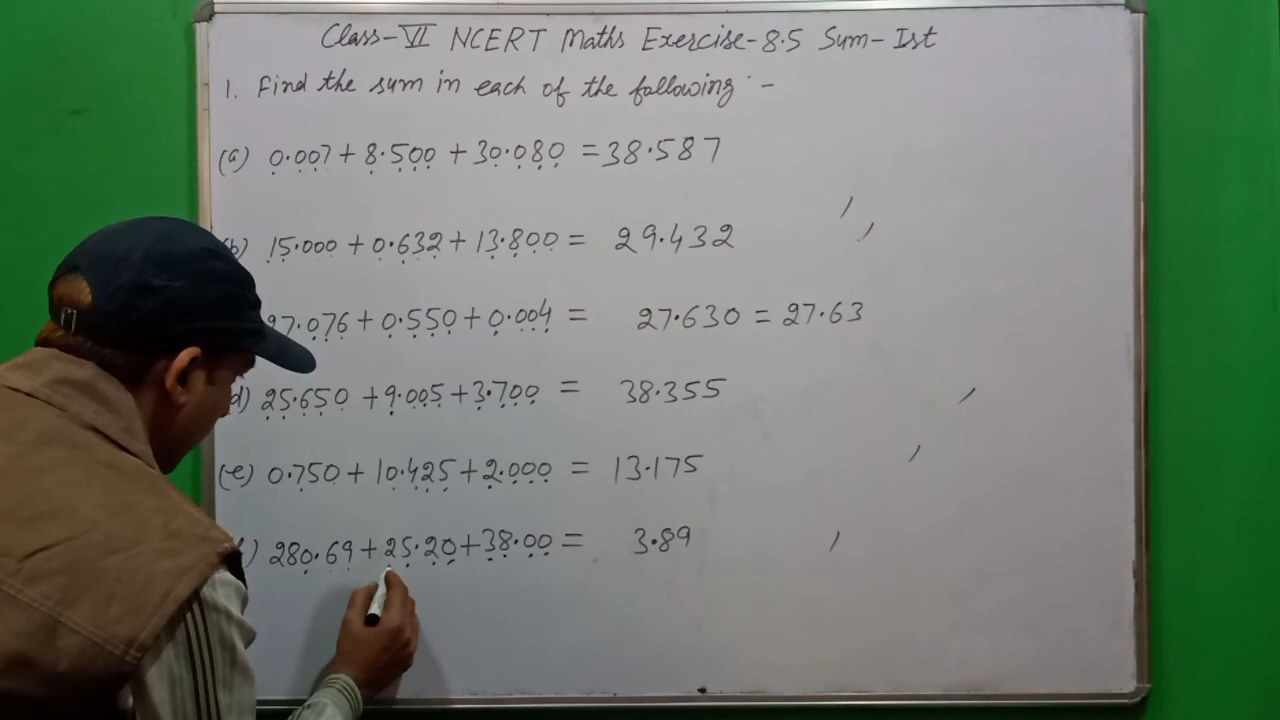 Class-VI NCERT Maths Exercise-8.5 Sum-Ist
1. Find the sum in each of the following :-
(a) 0.007 + 8.500 + 30.080 = 38.587
(b) 15.000 + 0.632 + 13.800 = 29.432
27.076 + 0.550 + 0.004 = 27.630 = 27.63
d) 25.650 + 9.005 + 3.700 = 38.355
(e) 0.750 + 10.425 + 2.000 = 13.175
) 280.69 + 25.20 + 38.00 = 3.89